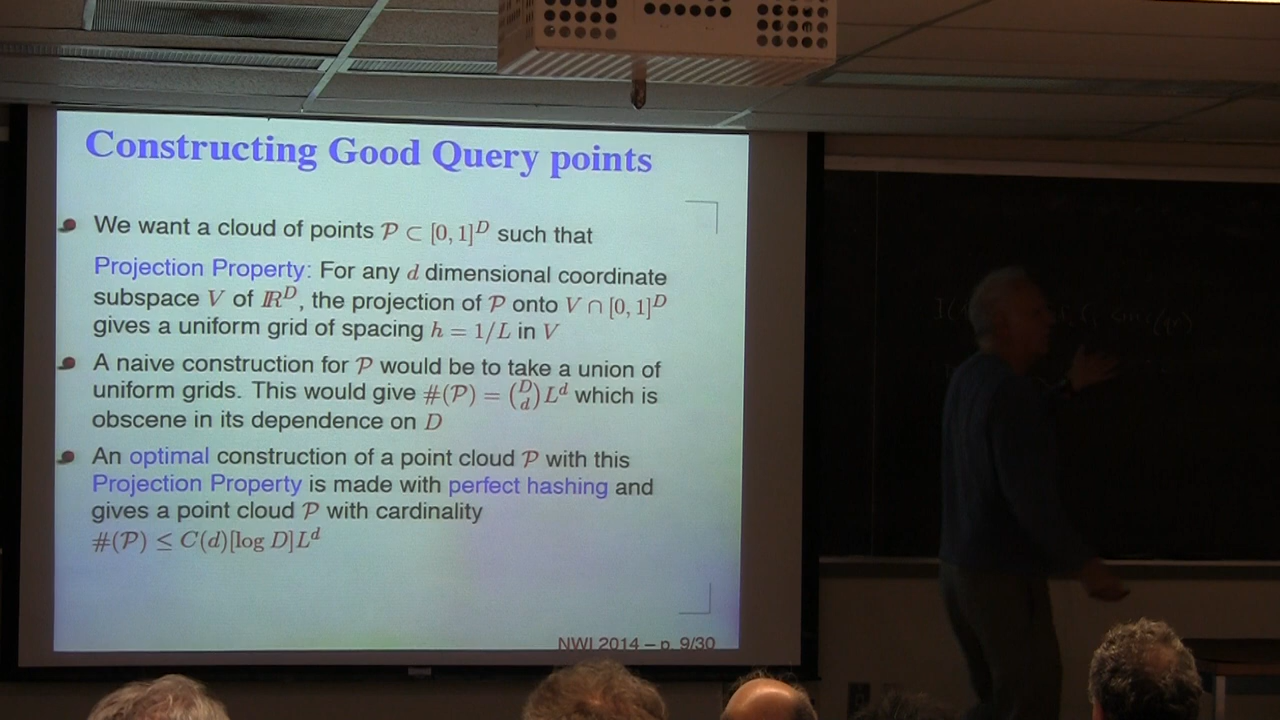 Constructing Good Query points
We want a cloud of points 𝒫 ⊂ [0, 1]^D such that
Projection Property: For any d dimensional coordinate
subspace V of ℝ^D, the projection of 𝒫 onto V ∩ [0, 1]^D
gives a uniform grid of spacing h = 1/L in V
A naive construction for 𝒫 would be to take a union of
uniform grids. This would give #(𝒫) = (D d) L^d which is
obscene in its dependence on D
An optimal construction of a point cloud 𝒫 with this
Projection Property is made with perfect hashing and
gives a point cloud 𝒫 with cardinality
#(𝒫) ≤ C(d)[log D]L^d
NWI 2014 – p. 9/30